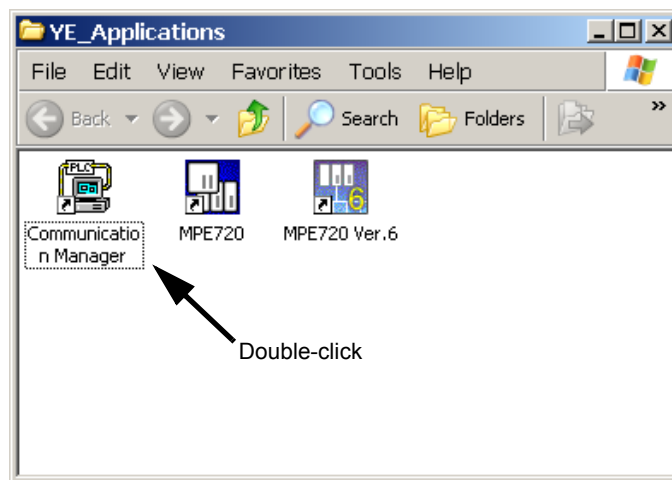 YE_Applications
File Edit View Favorites Tools Help
Back Search Folders »
PLC
6
Communicatio
n Manager
MPE720
MPE720 Ver.6
Double-click